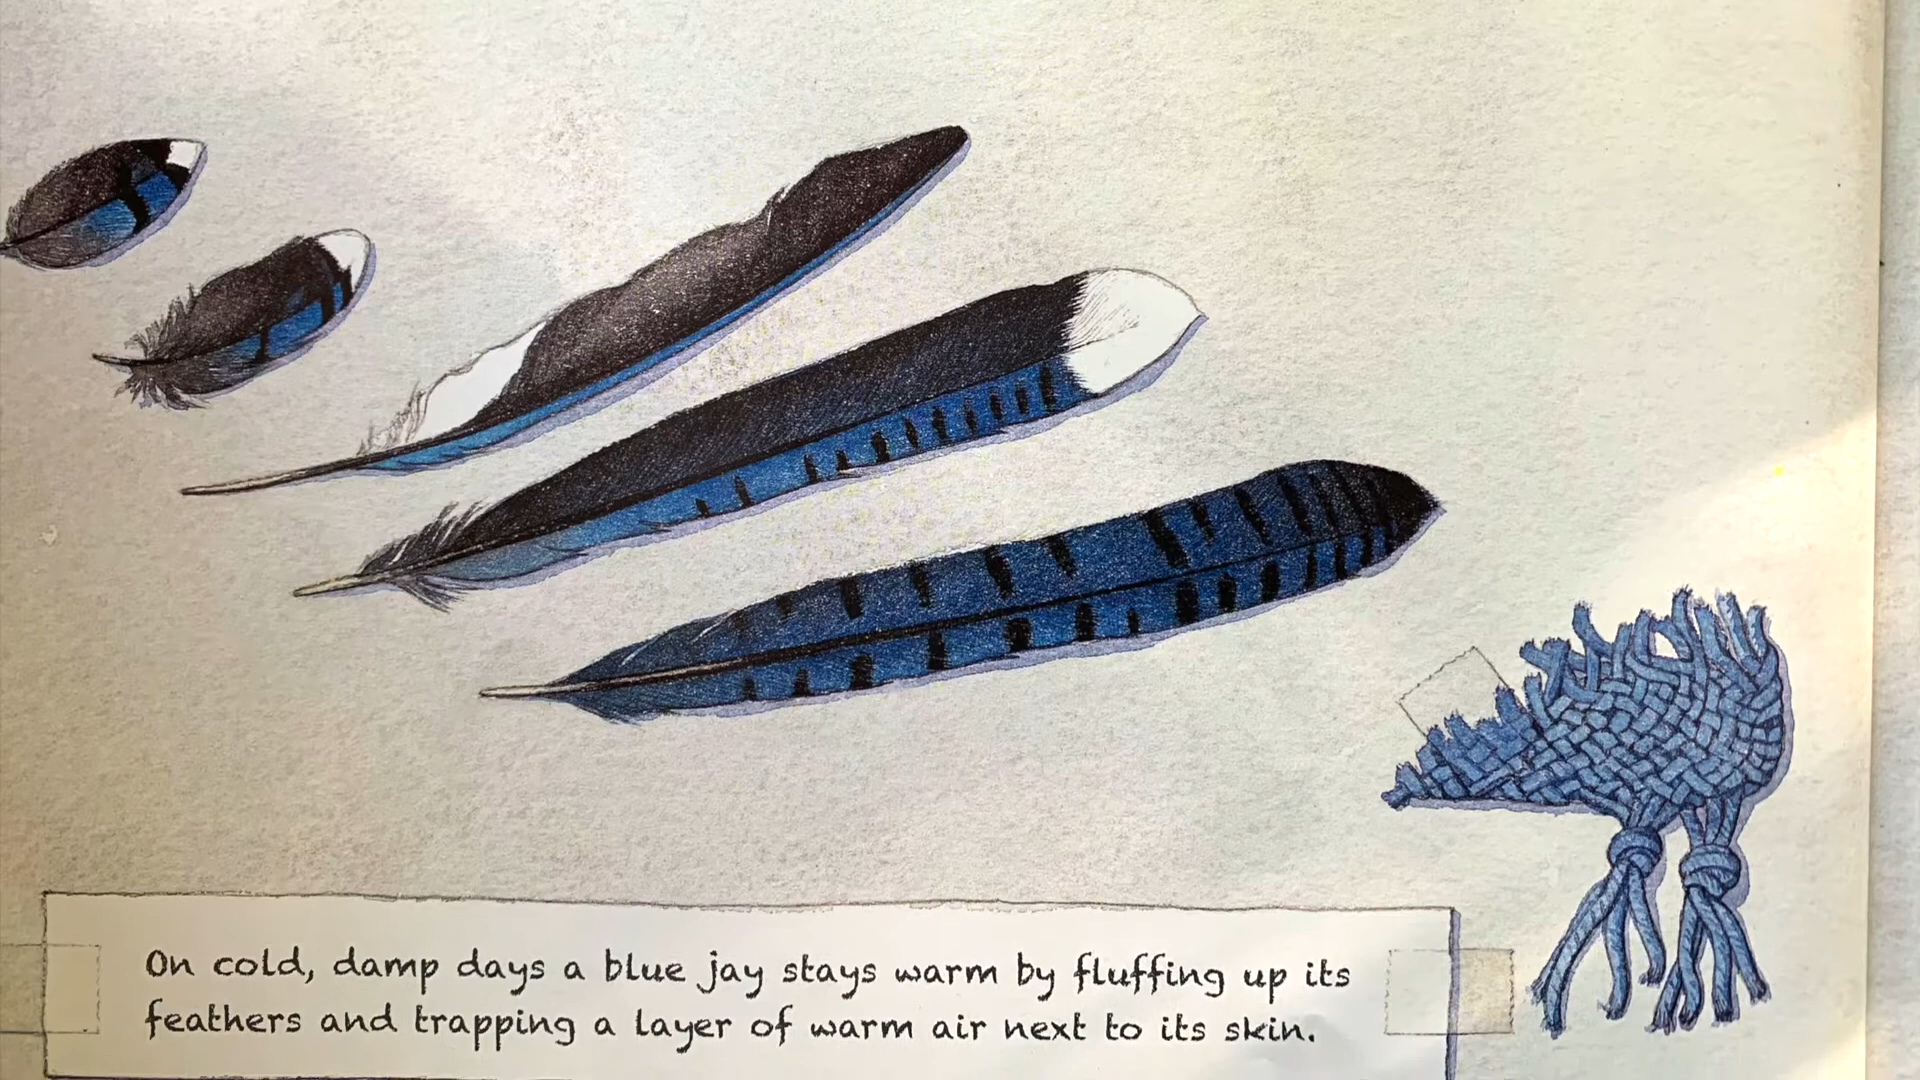 On cold, damp days a blue jay stays warm by fluffing up its
feathers and trapping a layer of warm air next to its skin.